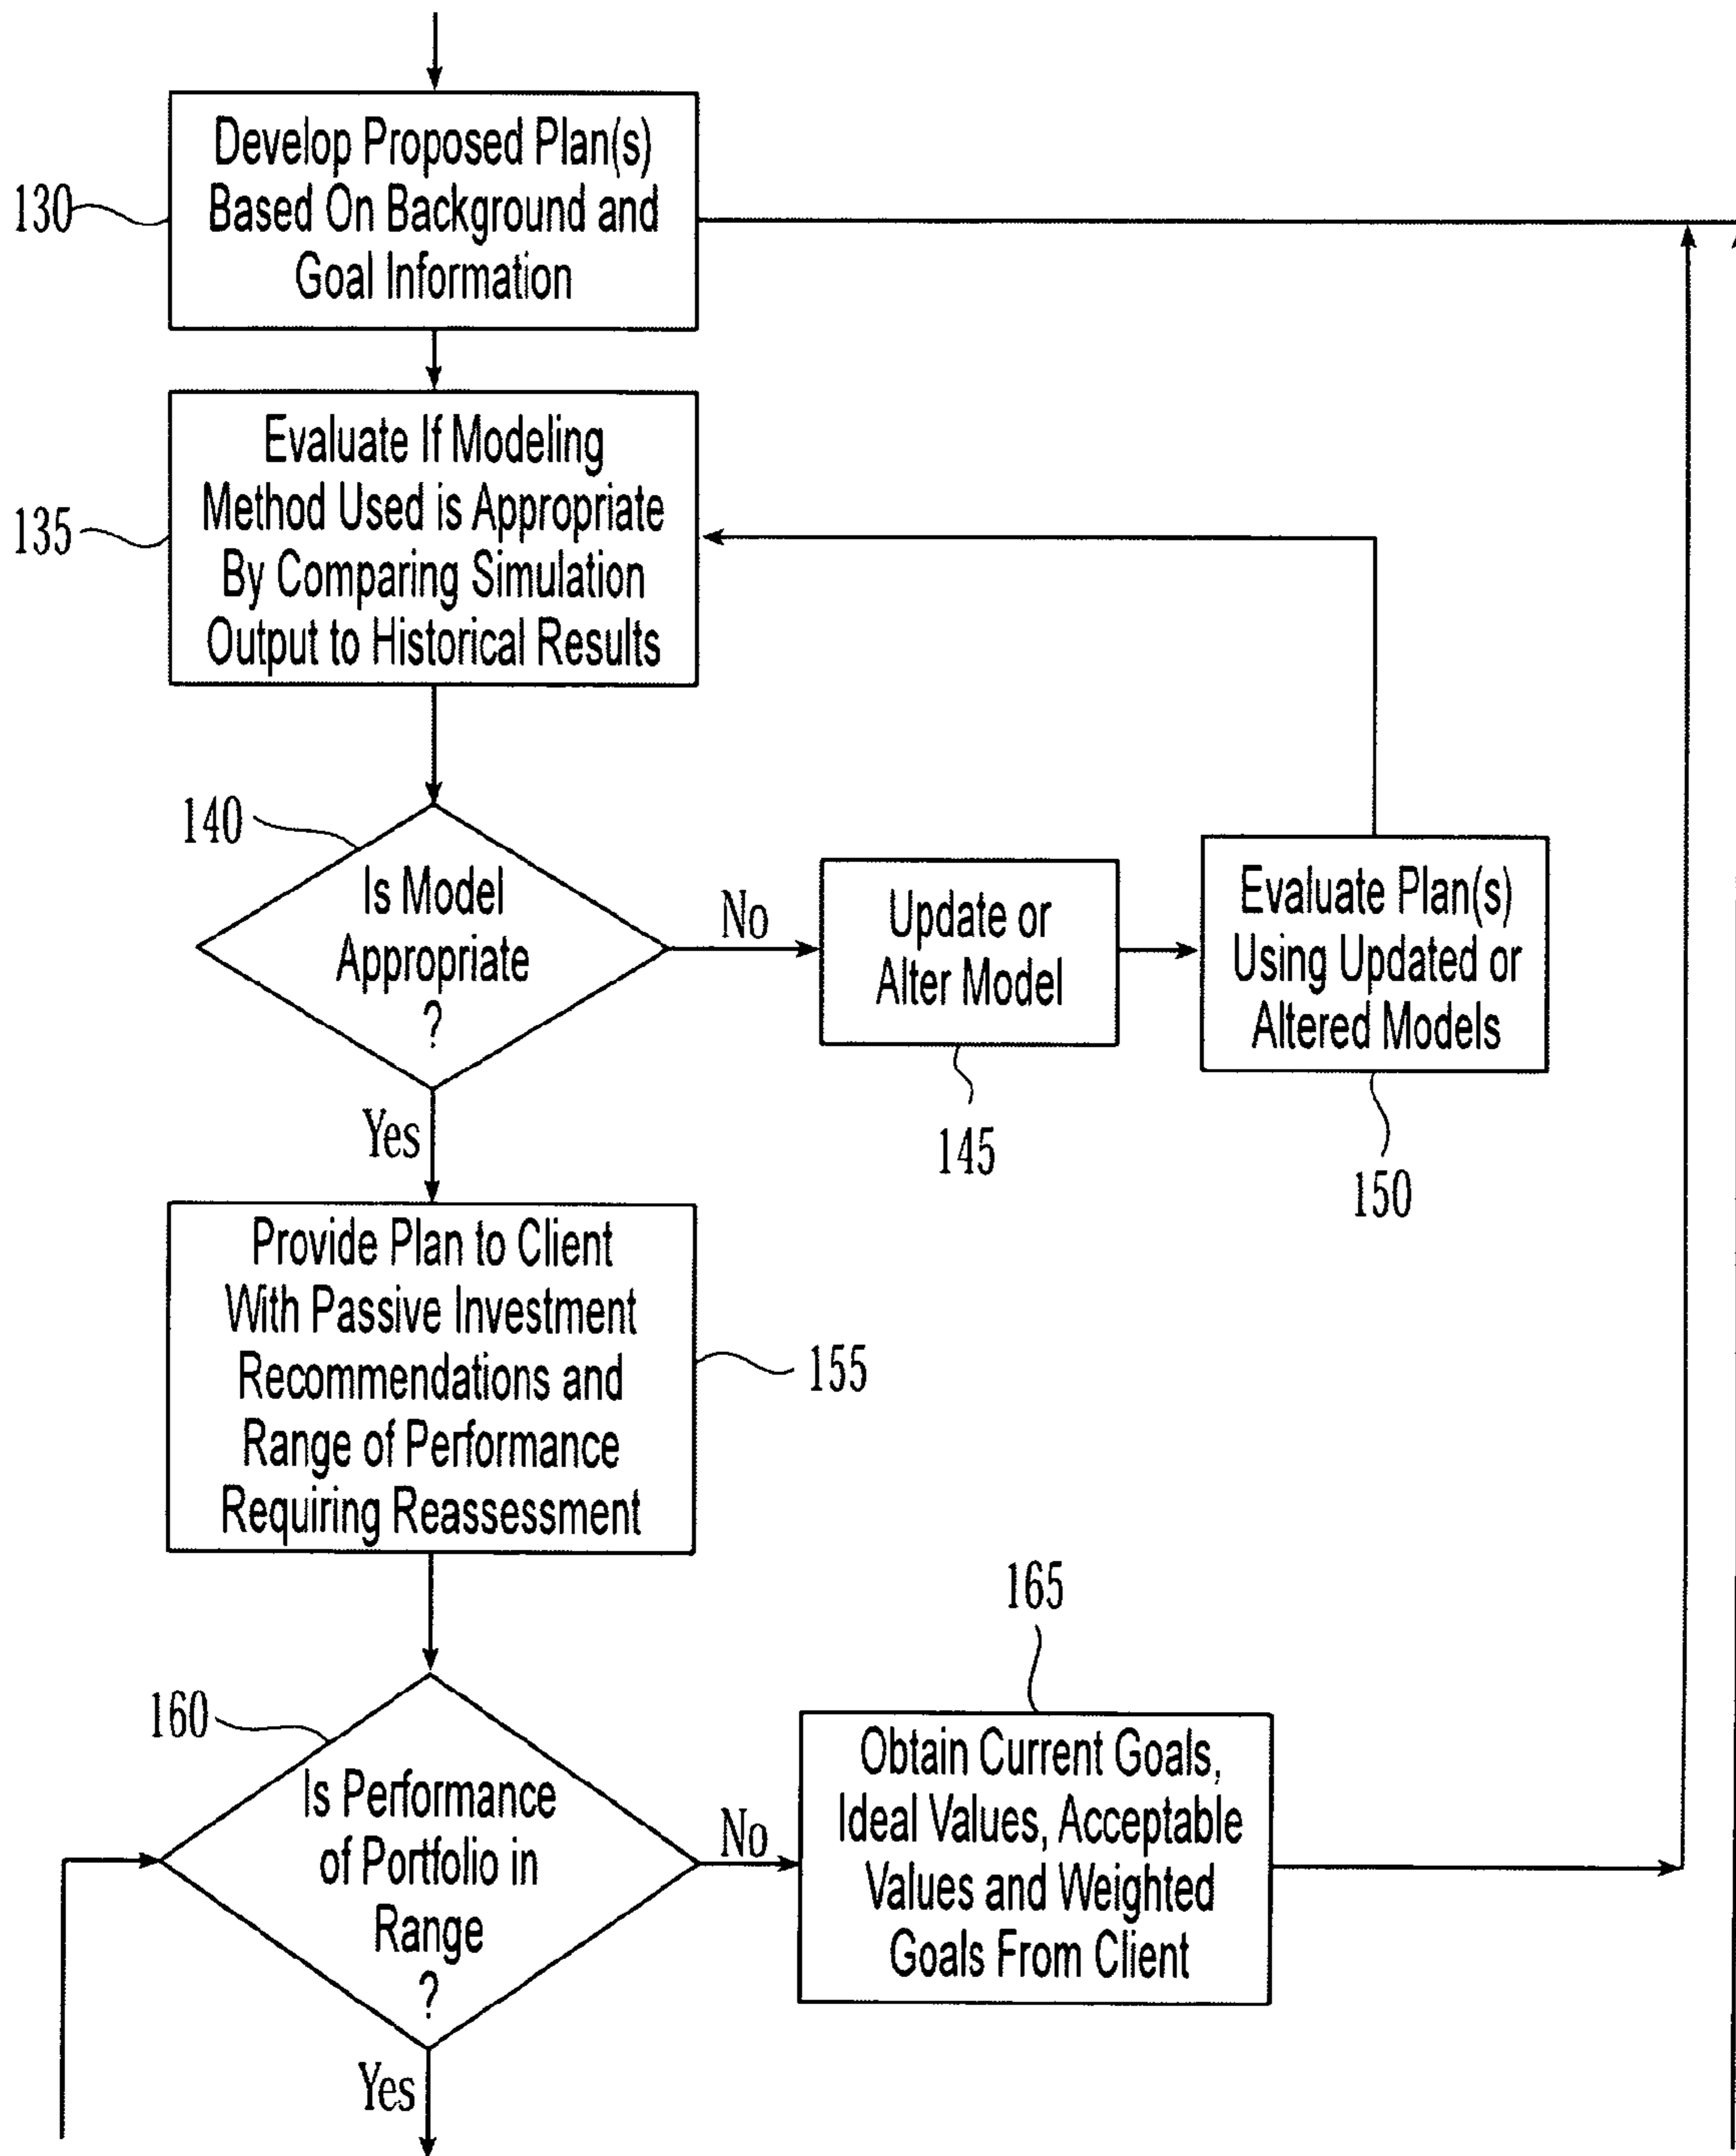 130
Develop Proposed Plan(s)
Based On Background and
Goal Information
135
Evaluate If Modeling
Method Used is Appropriate
By Comparing Simulation
Output to Historical Results
140
Is Model
Appropriate
?
No
Update or
Alter Model
145
Evaluate Plan(s)
Using Updated or
Altered Models
150
Yes
Provide Plan to Client
With Passive Investment
Recommendations and
Range of Performance
Requiring Reassessment
155
160
Is Performance
of Portfolio in
Range
?
No
165
Obtain Current Goals,
Ideal Values, Acceptable
Values and Weighted
Goals From Client
Yes